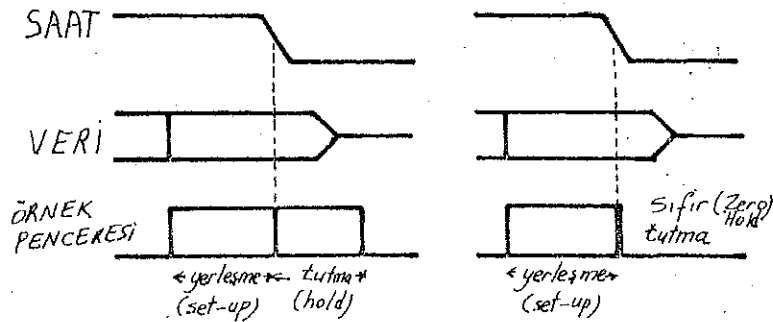 SAAT
VERİ
ÖRNEK
PENCERESİ
yerleşme
(set-up)
tutma
(hold)
yerleşme
(set-up)
Sıfır (Zero)
Hold
tutma